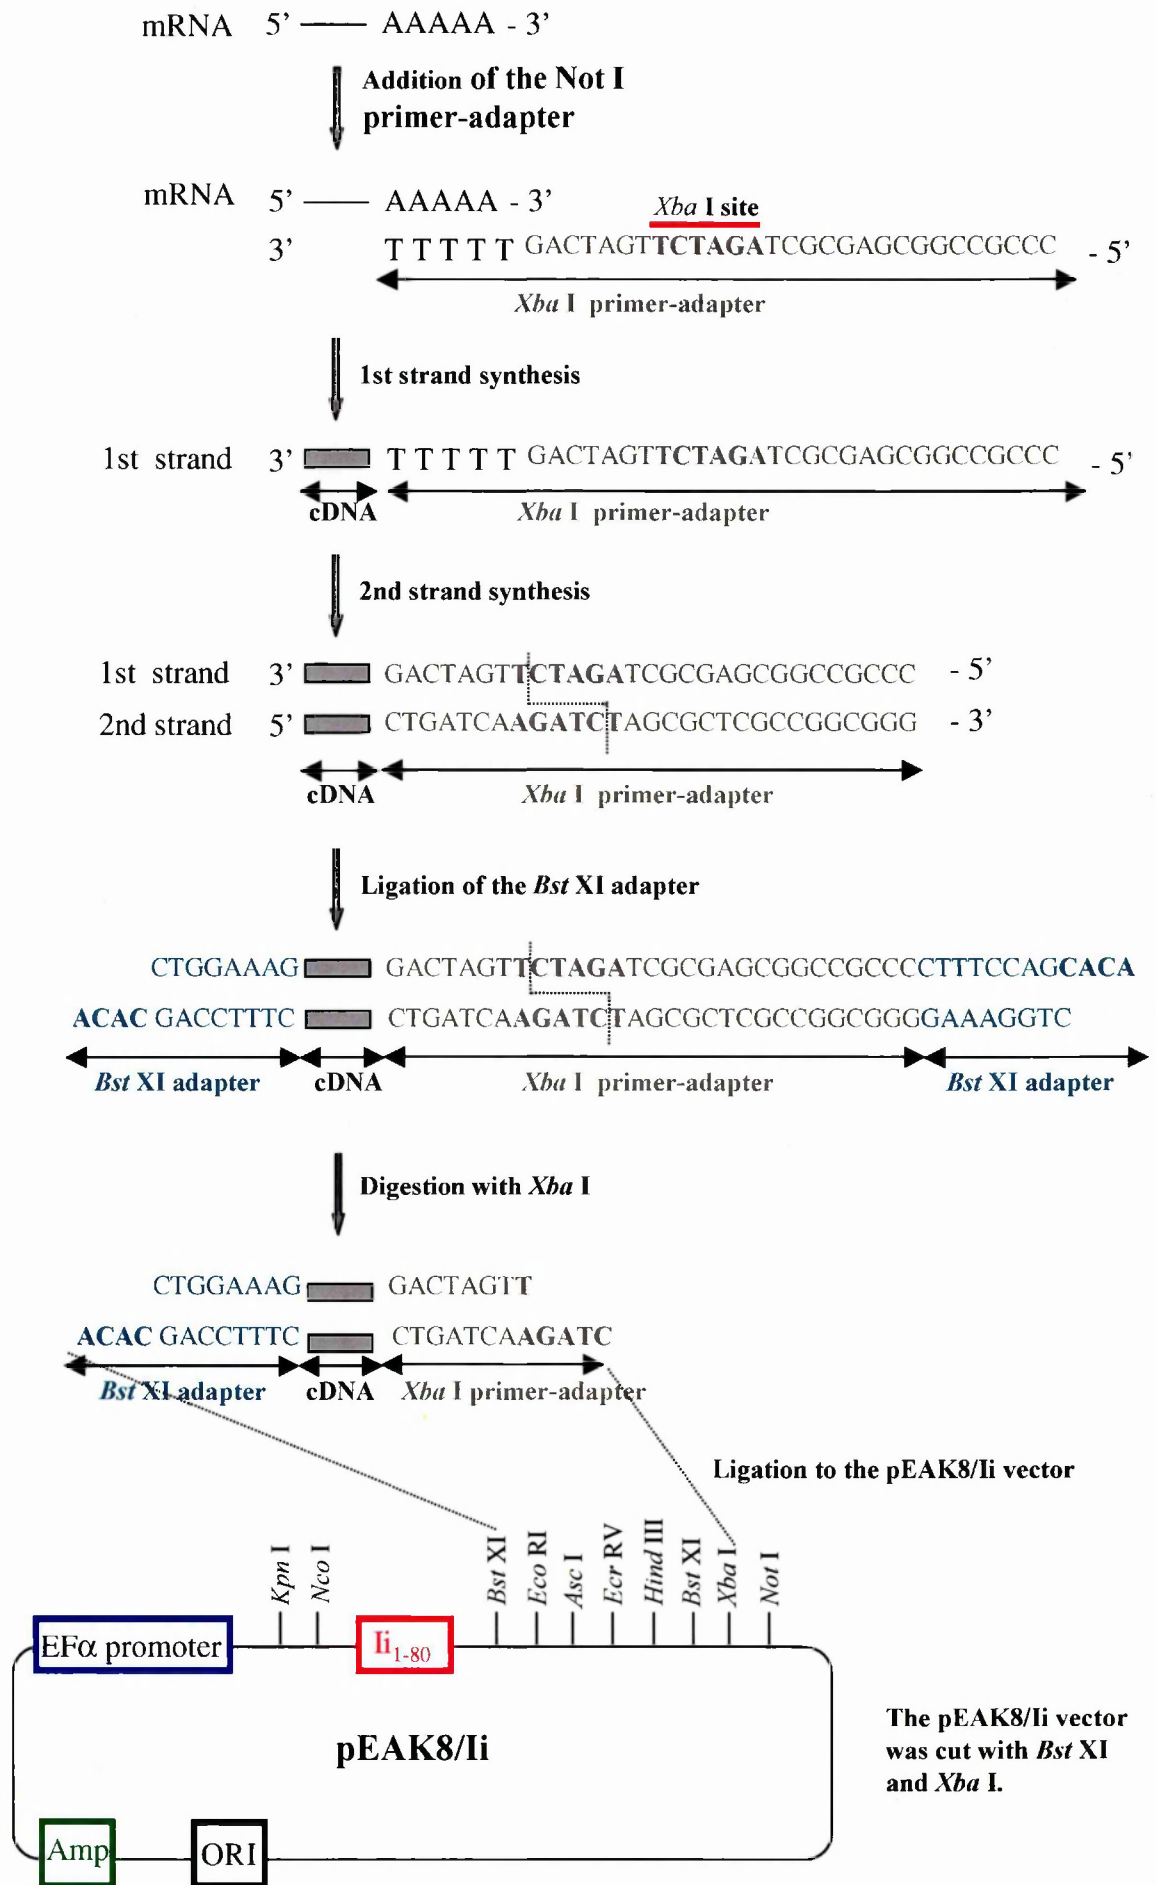 mRNA 5’ AAAAA - 3’
Addition of the Not I
primer-adapter
mRNA 5’ AAAAA - 3’
Xba I site
3’ T T T T T GACTAGTTCTAGATCGCGAGCGGCCGCCC - 5’
Xba I primer-adapter
1st strand synthesis
1st strand 3’ T T T T T GACTAGTTCTAGATCGCGAGCGGCCGCCC - 5’
cDNA Xba I primer-adapter
2nd strand synthesis
1st strand 3’ GACTAGTTCTAGATCGCGAGCGGCCGCCC - 5’
2nd strand 5’ CTGATCAAGATCTAGCGCTCGCCGGCGGG - 3’
cDNA Xba I primer-adapter
Ligation of the Bst XI adapter
CTGGAAAG GACTAGTTCTAGATCGCGAGCGGCCGCCCCTTTCCAGCACA
ACAC GACCTTTC CTGATCAAGATCTAGCGCTCGCCGGCGGGGAAAGGTC
Bst XI adapter cDNA Xba I primer-adapter Bst XI adapter
Digestion with Xba I
CTGGAAAG GACTAGTT
ACAC GACCTTTC CTGATCAAGATC
Bst XI adapter cDNA Xba I primer-adapter
Ligation to the pEAK8/Ii vector
Kpn I
Nco I
Bst XI
Eco RI
Asc I
Ecr RV
Hind III
Bst XI
Xba I
Not I
EFα promoter
Ii1-80
pEAK8/Ii
The pEAK8/Ii vector
was cut with Bst XI
and Xba I.
Amp
ORI